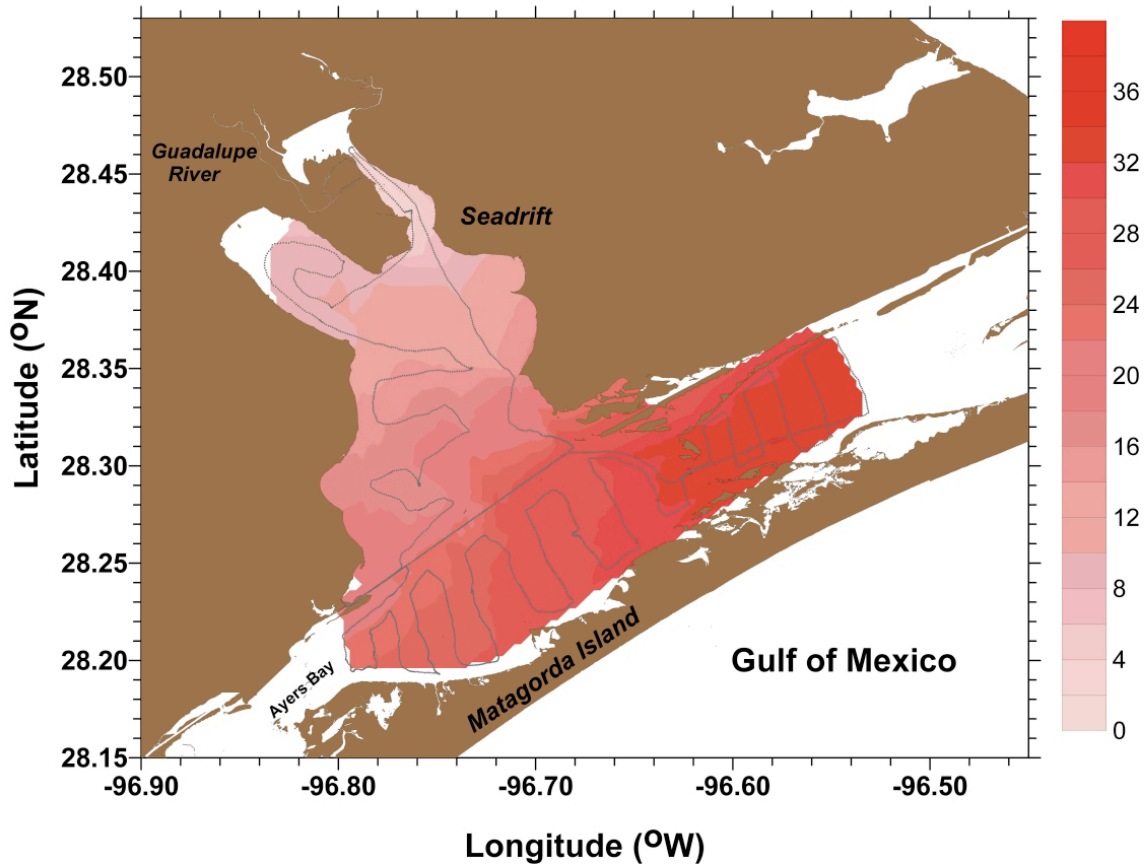 28.50
28.45
28.40
28.35
28.30
28.25
28.20
28.15
Latitude (ᴼN)
Guadalupe
River
Seadrift
Ayers Bay
Matagorda Island
Gulf of Mexico
-96.90
-96.80
-96.70
-96.60
-96.50
Longitude (ᴼW)
36
32
28
24
20
16
12
8
4
0